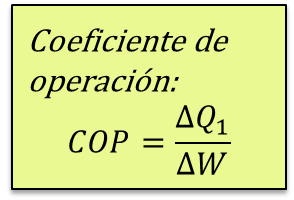 Coeficiente de
operación:
COP = ΔQ₁/ΔW